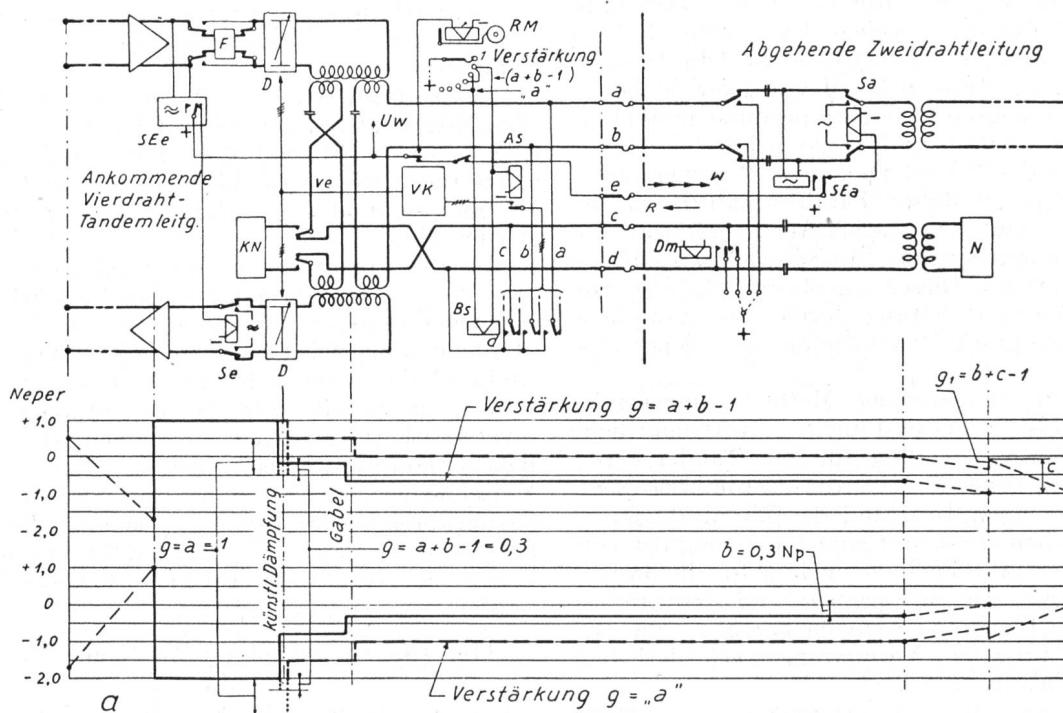 RM
F
D
1 Verstärkung
(a+b-1)
"a"
+
Abgehende Zweidrahtleitung
SEe
+
Uw
As
a
b
Sa
Ankommende
Vierdraht-
Tandemleitg.
Ve
VK
e
W
R
SEa
+
KN
c
b
a
c
d
Dm
N
Bs
d
+
Se
D
Neper
g₁ = b+c-1
+1,0
Verstärkung g = a+b-1
0
c
-1,0
-2,0
künstl. Dämpfung
Gabel
g = a = 1
g = a+b-1 = 0,3
b = 0,3 Np
+1,0
0
-1,0
-2,0
a
Verstärkung g = „a"